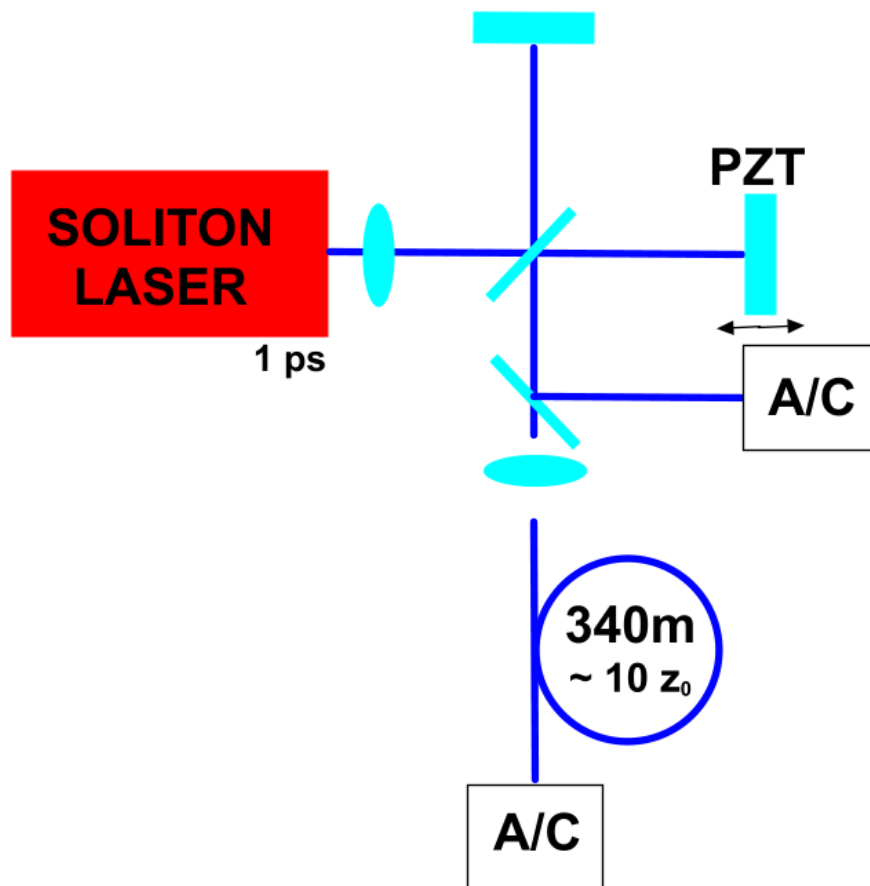 PZT
SOLITON
LASER
1 ps
A/C
340m
~ 10 z₀
A/C